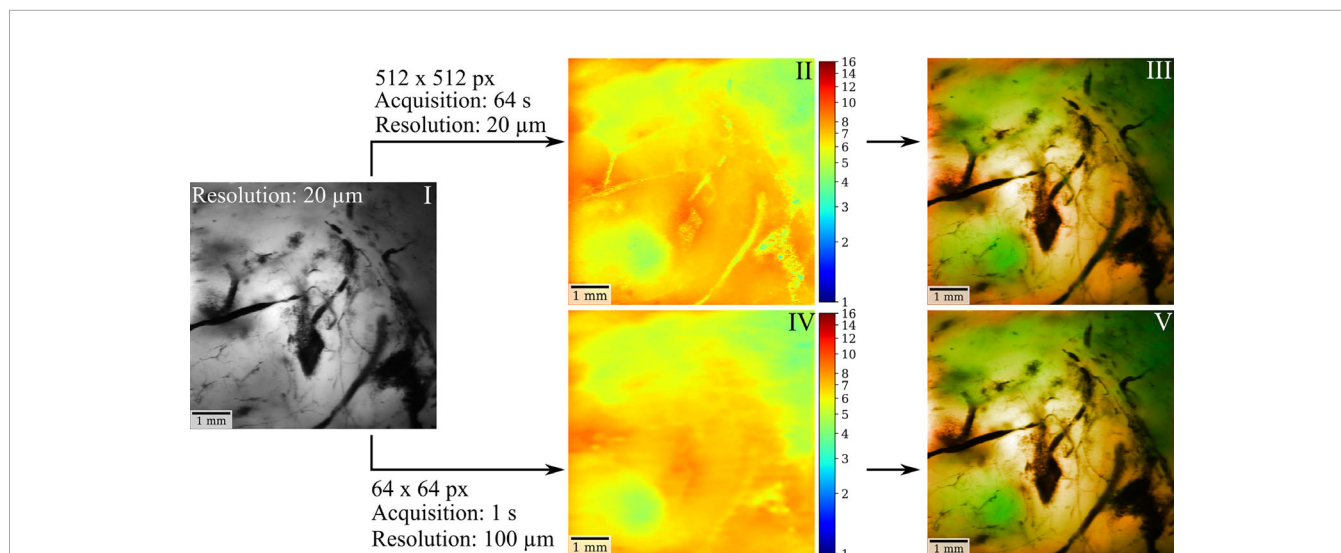 512 x 512 px
Acquisition: 64 s
Resolution: 20 µm
II
1 mm
16
14
12
10
8
7
6
5
4
3
2
1
III
1 mm
Resolution: 20 µm
I
1 mm
IV
1 mm
16
14
12
10
8
7
6
5
4
3
2
1
V
1 mm
64 x 64 px
Acquisition: 1 s
Resolution: 100 µm